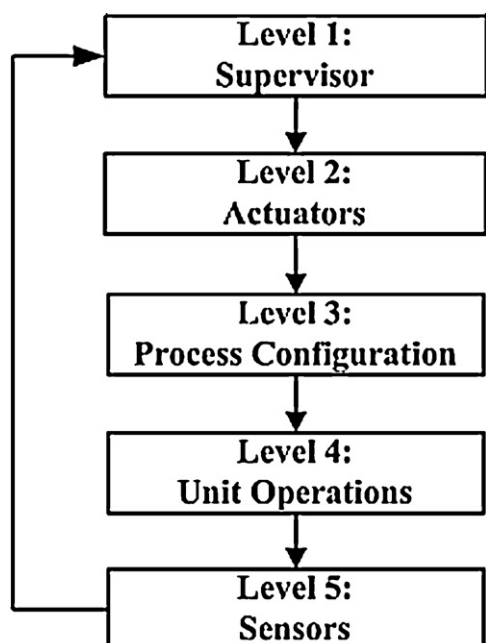 Level 1:
Supervisor
Level 2:
Actuators
Level 3:
Process Configuration
Level 4:
Unit Operations
Level 5:
Sensors